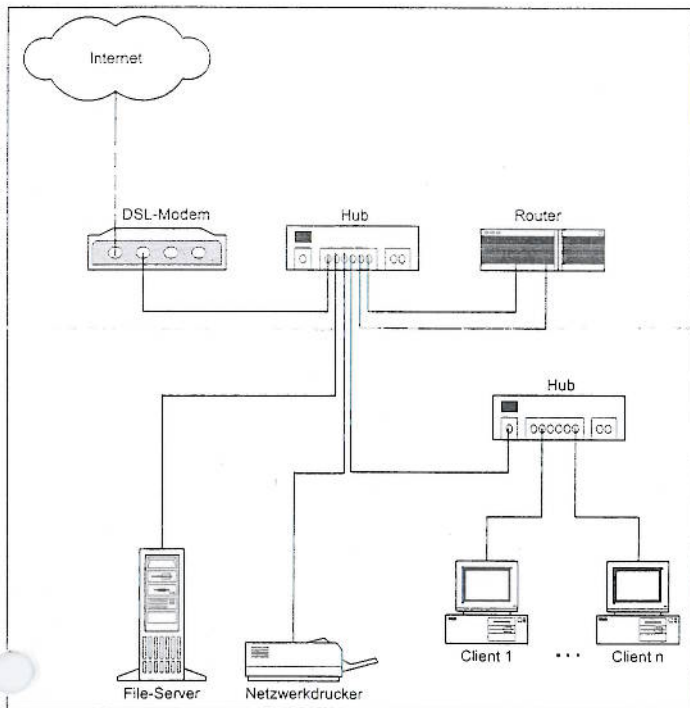 Internet
DSL-Modem
Hub
Router
Hub
Client 1
...
Client n
File-Server
Netzwerkdrucker